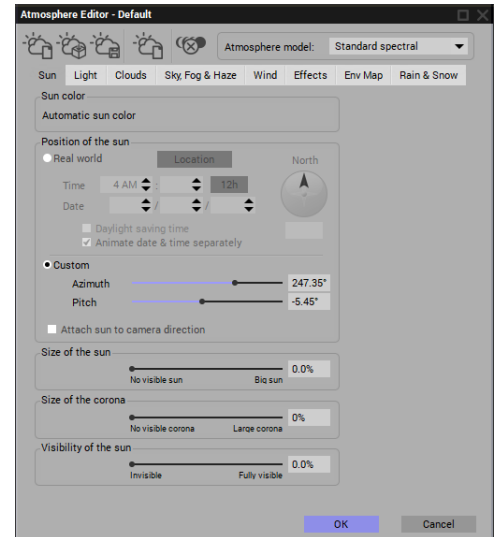 Atmosphere Editor - Default
Atmosphere model: Standard spectral
Sun Light Clouds Sky, Fog & Haze Wind Effects Env Map Rain & Snow
Sun color
Automatic sun color
Position of the sun
Real world Location North
Time 4 AM : 12h
Date / /
Daylight saving time
Animate date & time separately
Custom
Azimuth 247.35°
Pitch -5.45°
Attach sun to camera direction
Size of the sun
0.0%
No visible sun Big sun
Size of the corona
0%
No visible corona Large corona
Visibility of the sun
0.0%
Invisible Fully visible
OK Cancel